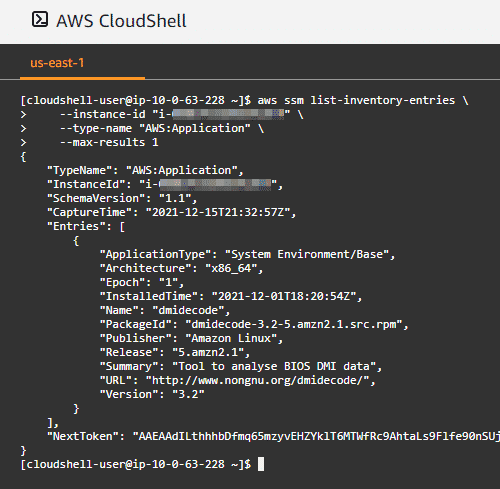 AWS CloudShell
us-east-1
[cloudshell-user@ip-10-0-63-228 ~]$ aws ssm list-inventory-entries \
>     --instance-id "i-" \
>     --type-name "AWS:Application" \
>     --max-results 1
{
    "TypeName": "AWS:Application",
    "InstanceId": "i-",
    "SchemaVersion": "1.1",
    "CaptureTime": "2021-12-15T21:32:57Z",
    "Entries": [
        {
            "ApplicationType": "System Environment/Base",
            "Architecture": "x86_64",
            "Epoch": "1",
            "InstalledTime": "2021-12-01T18:20:54Z",
            "Name": "dmidecode",
            "PackageId": "dmidecode-3.2-5.amzn2.1.src.rpm",
            "Publisher": "Amazon Linux",
            "Release": "5.amzn2.1",
            "Summary": "Tool to analyse BIOS DMI data",
            "URL": "http://www.nongnu.org/dmidecode/",
            "Version": "3.2"
        }
    ],
    "NextToken": "AAEAAdILthhhbDfmq65mzyvEHZYklT6MTWfRc9AhtaLs9Flfe90nSUj
}
[cloudshell-user@ip-10-0-63-228 ~]$